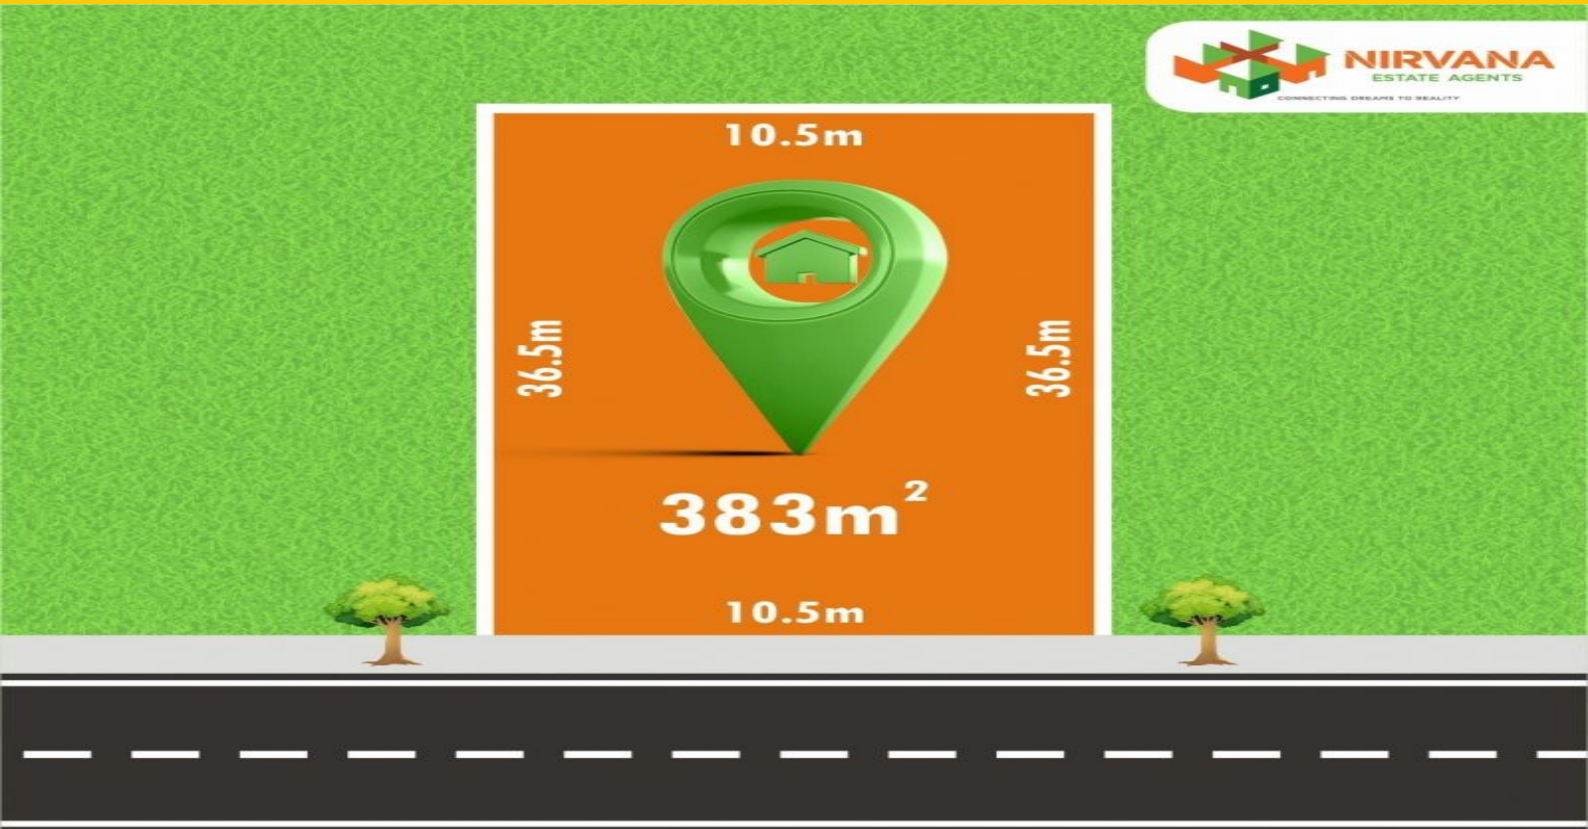 NIRVANA
ESTATE AGENTS
CONNECTING DREAMS TO REALITY
10.5m
36.5m
36.5m
383m²
10.5m